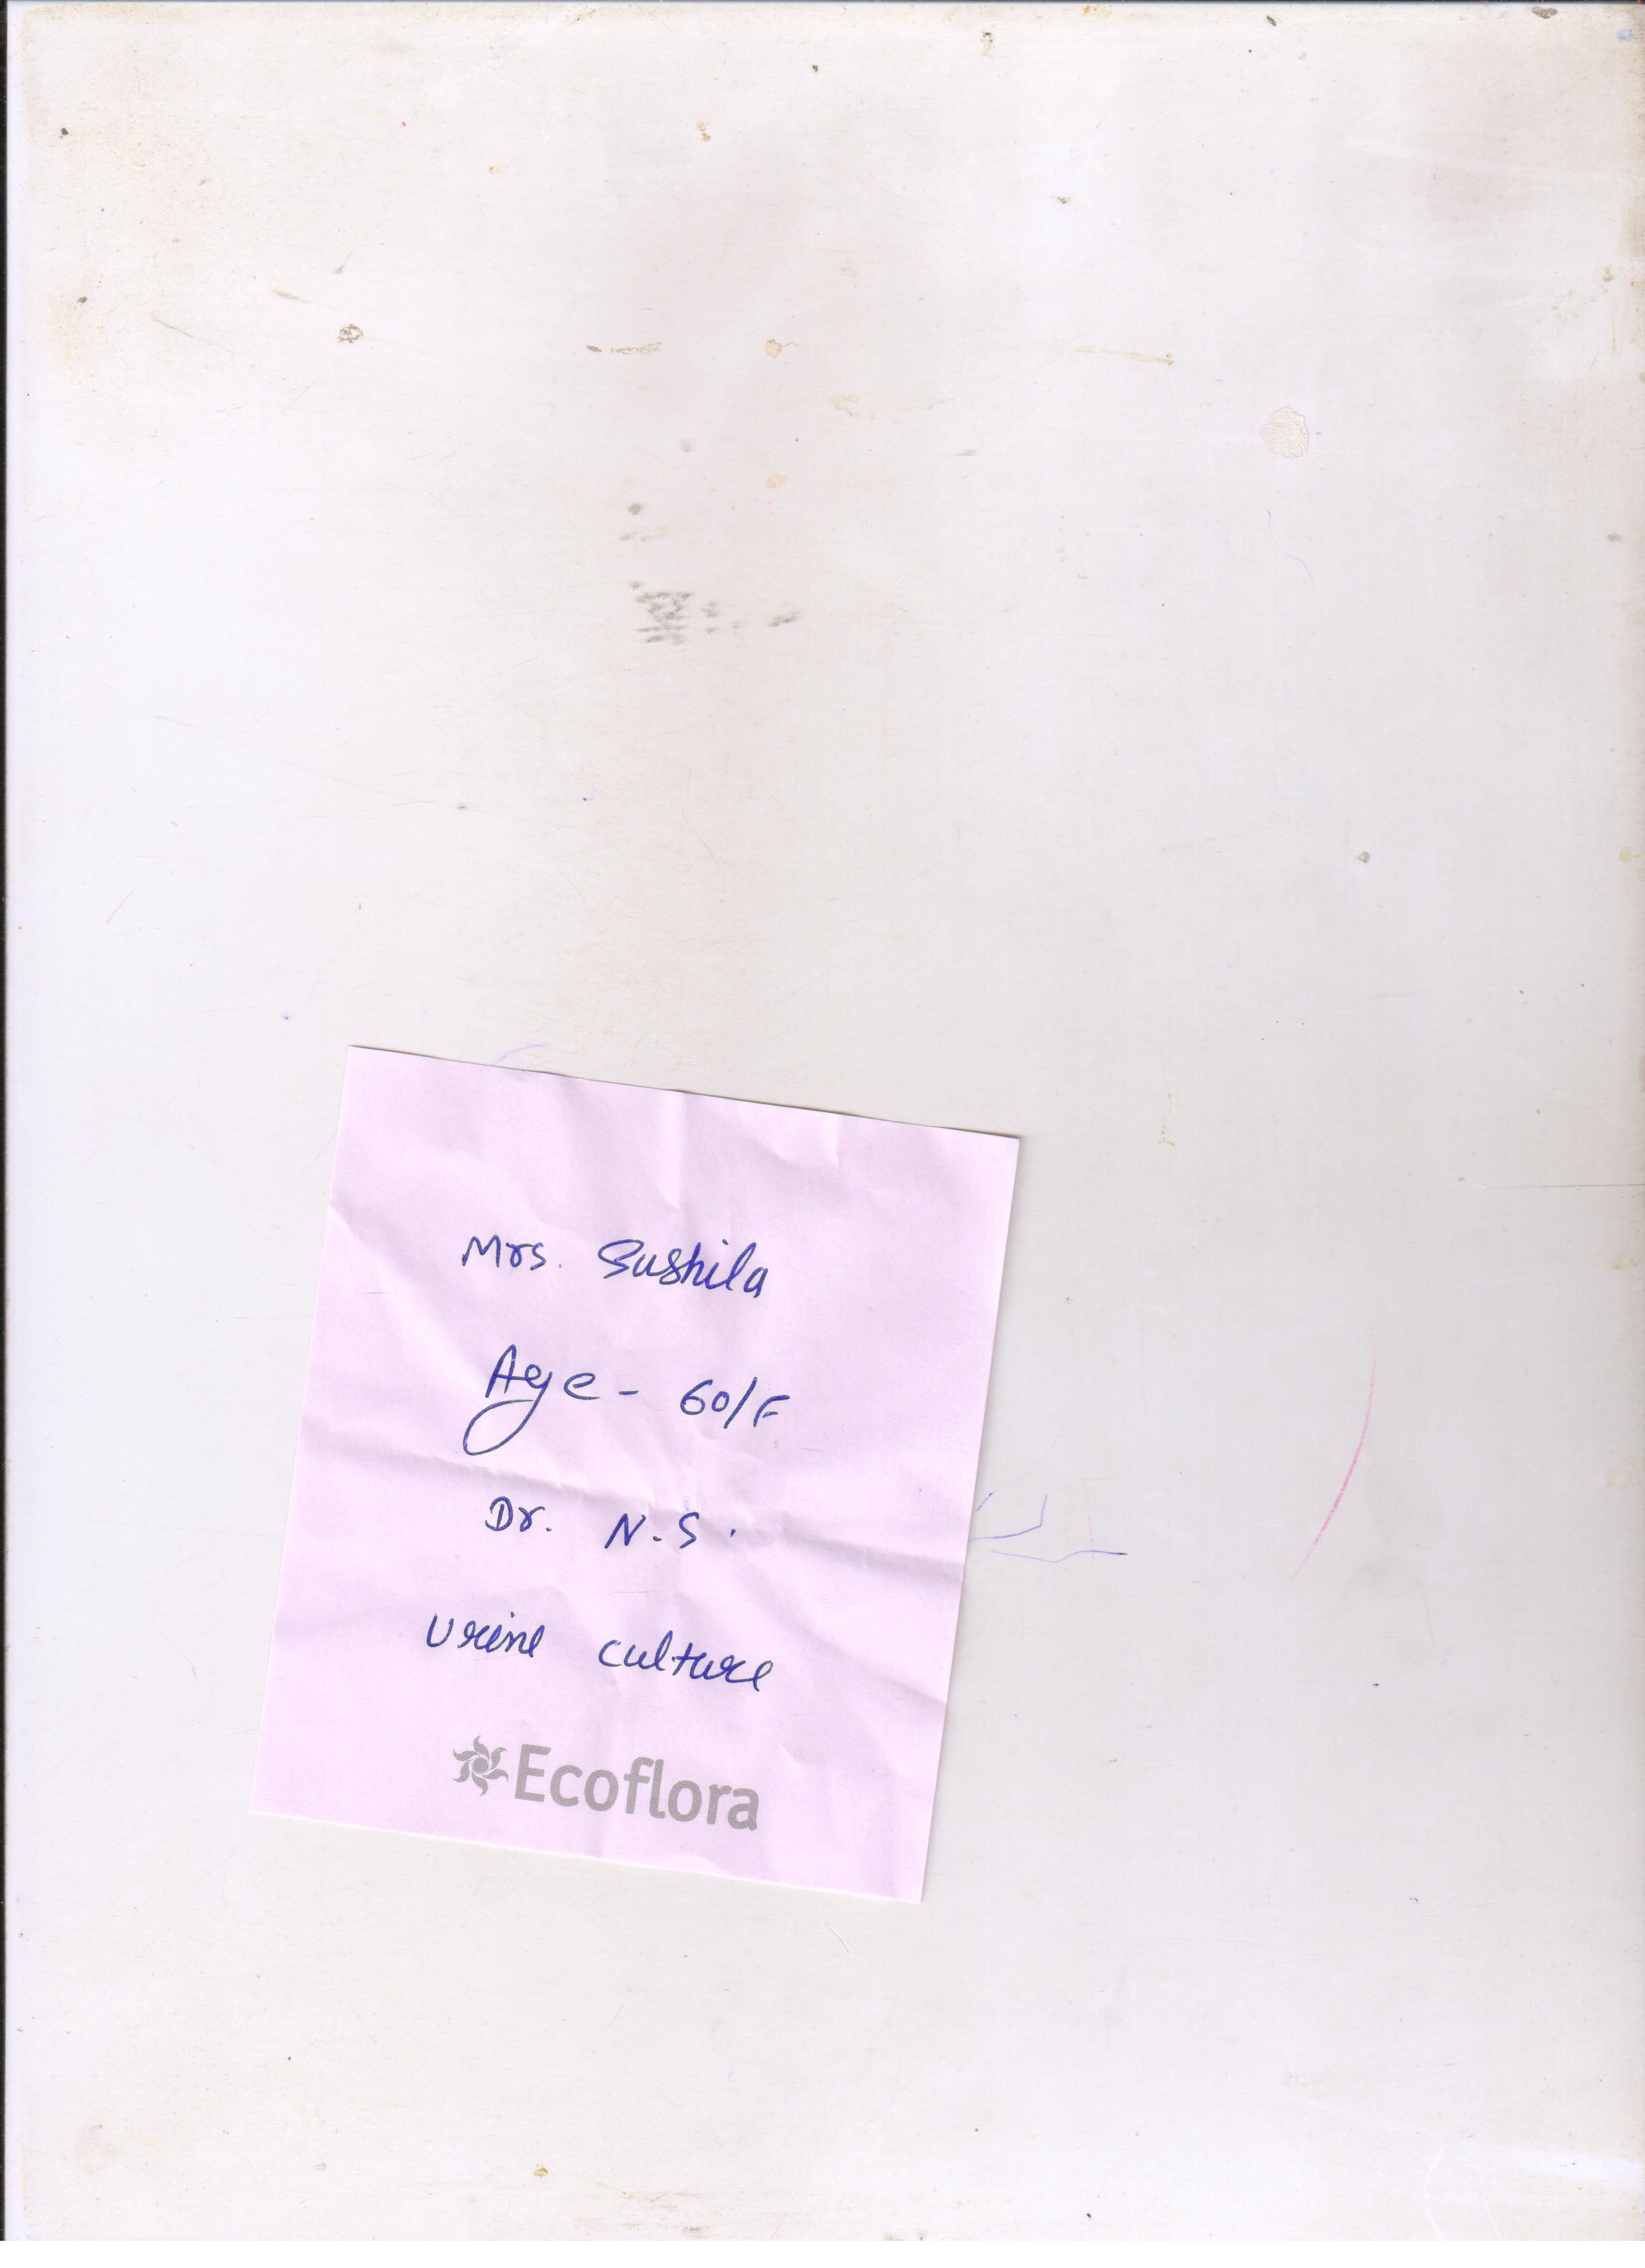 Mrs. Sushila
Age - 60/F
Dr. N.S.
Urine culture
Ecoflora